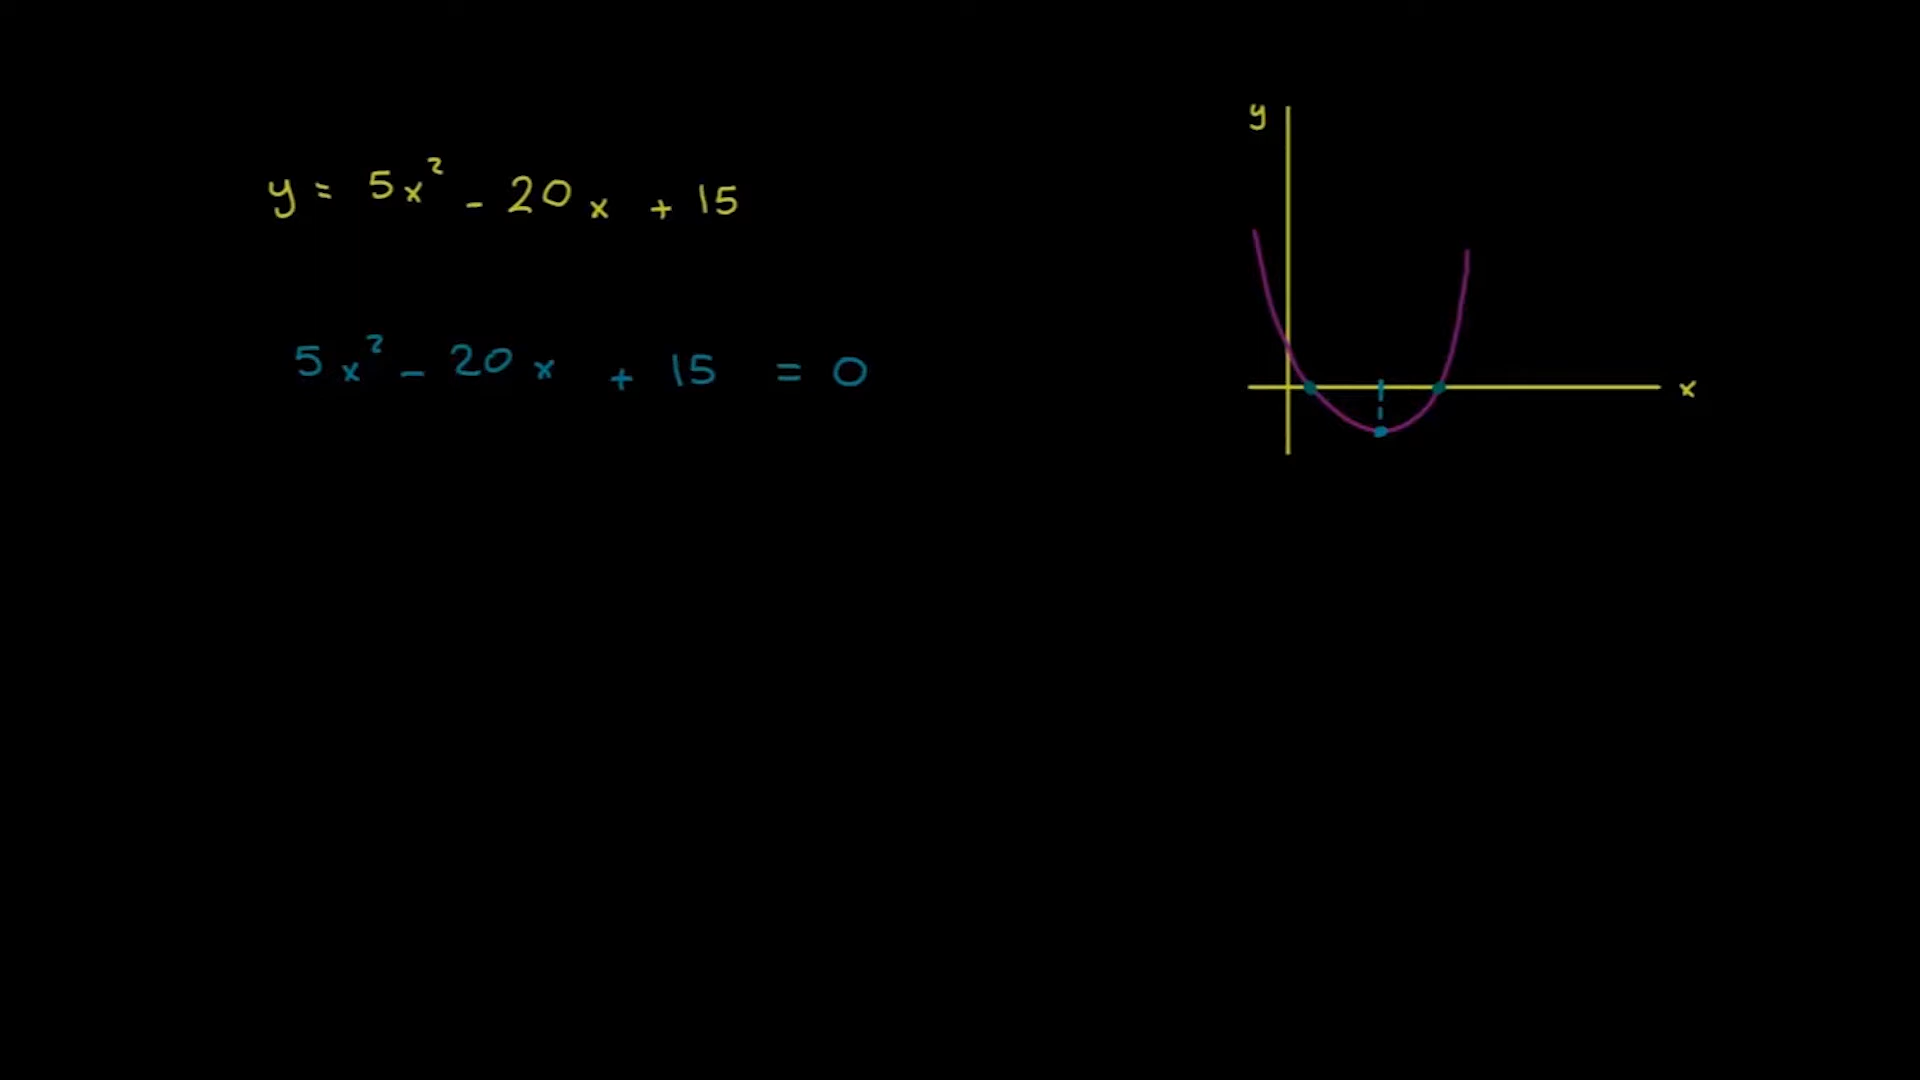 y
y = 5x² - 20x + 15
5x² - 20x + 15 = 0
x